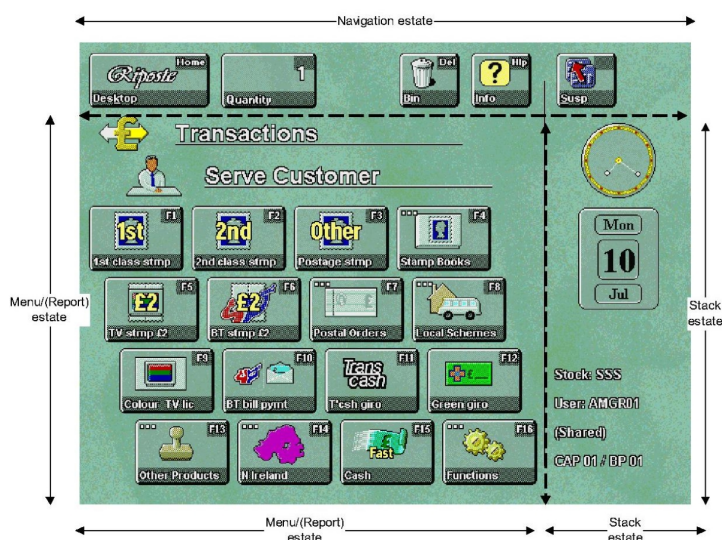 Navigation estate
Riposte
Home
Desktop
1
Quantity
Del
Bin
?
Hlp
Info
Susp
£
Transactions
Serve Customer
1st
F1
1st class stmp
2nd
F2
2nd class stmp
Other
F3
Postage stmp
F4
Stamp Books
£2
F5
TV stmp £2
£2
F6
BT stmp £2
£
F7
Postal Orders
F8
Local Schemes
F9
Colour TV lic
F10
BT bill pymt
Trans
cash
F11
T'csh giro
£
F12
Green giro
F13
Other Products
F14
N Ireland
£
Fast
F15
Cash
F16
Functions
Mon
10
Jul
Stock: SSS
User: AMGR01
(Shared)
CAP 01 / BP 01
Menu/(Report)
estate
Stack
estate
Menu/(Report)
estate
Stack
estate